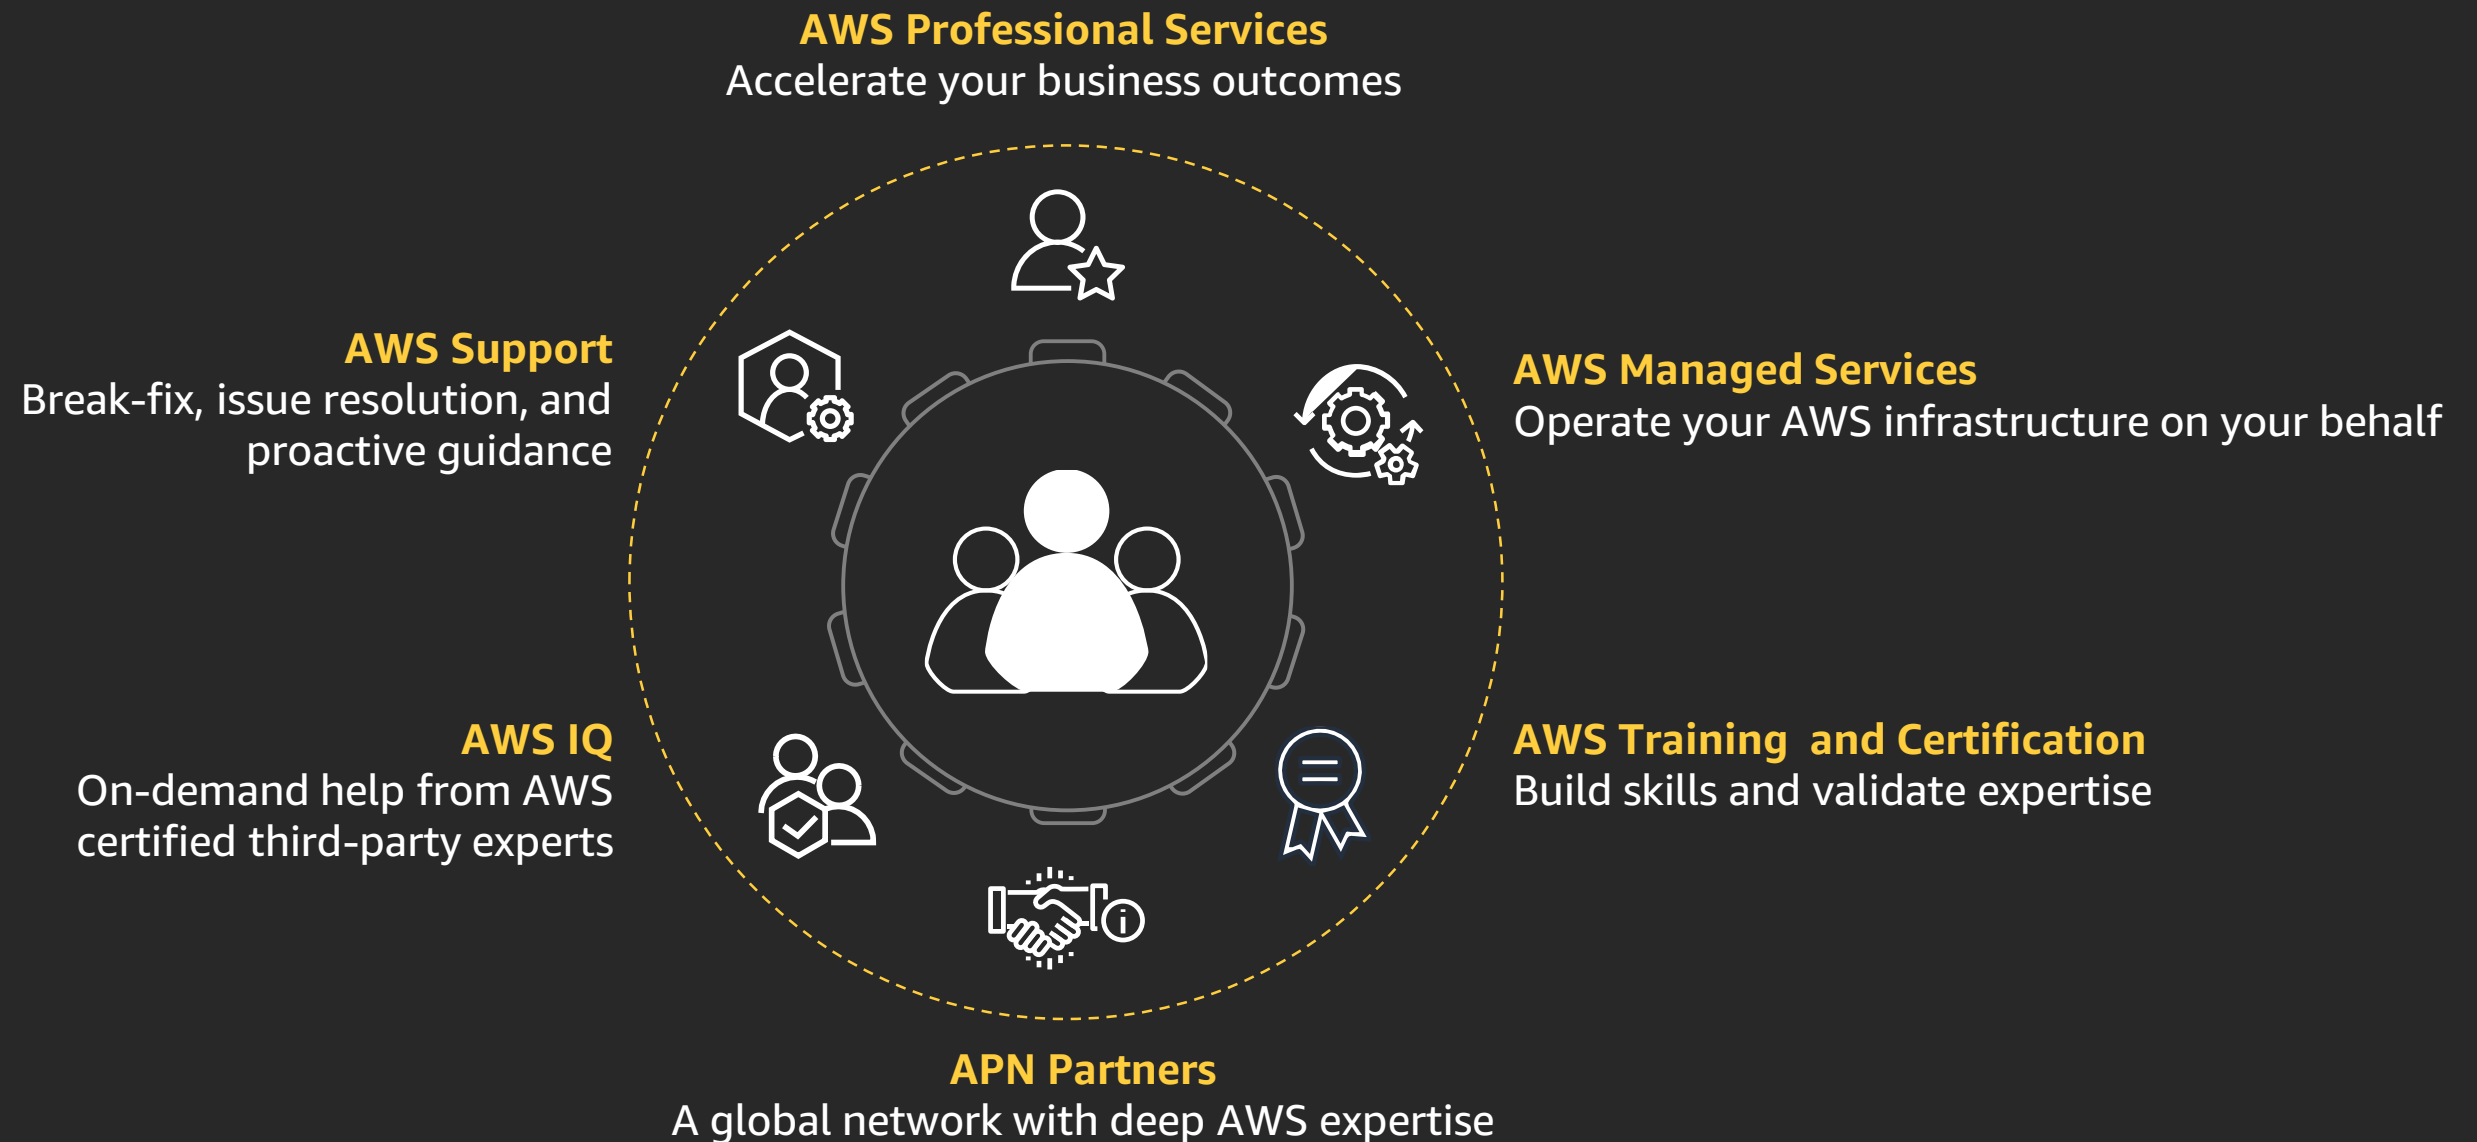 AWS Professional Services
Accelerate your business outcomes
AWS Support
Break-fix, issue resolution, and
proactive guidance
AWS Managed Services
Operate your AWS infrastructure on your behalf
AWS IQ
On-demand help from AWS
certified third-party experts
AWS Training  and Certification
Build skills and validate expertise
APN Partners
A global network with deep AWS expertise